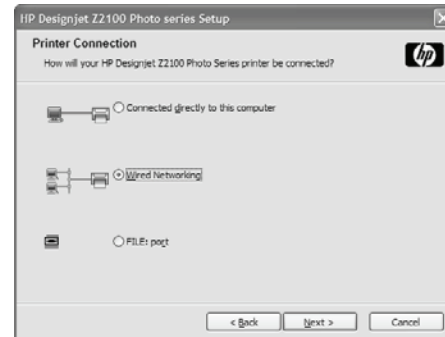 HP Designjet Z2100 Photo series Setup
Printer Connection
How will your HP Designjet Z2100 Photo Series printer be connected?
hp
Connected directly to this computer
Wired Networking
FILE: port
< Back
Next >
Cancel